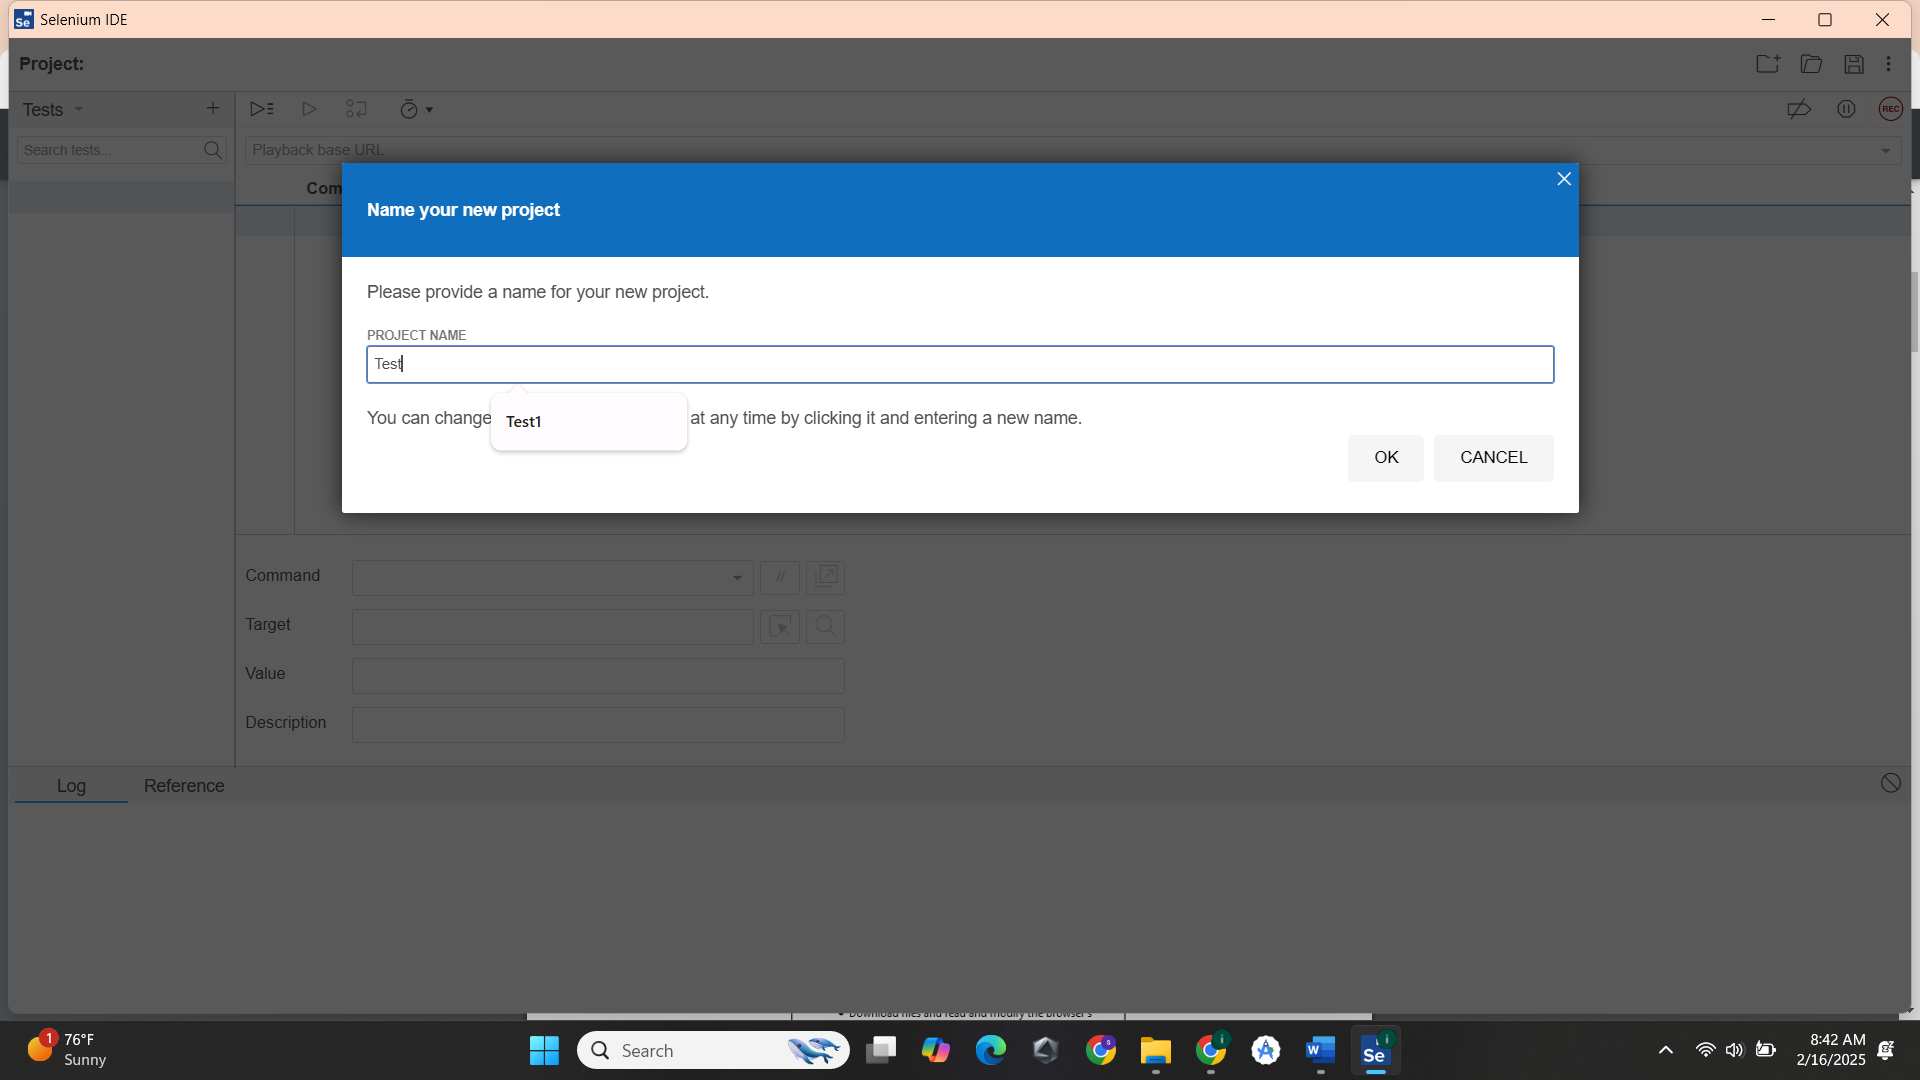 Selenium IDE
Project:
Tests
Search tests...
Playback base URL
REC
Com
Name your new project
Please provide a name for your new project.
PROJECT NAME
Test
Test1
You can change at any time by clicking it and entering a new name.
OK
CANCEL
Command
//
Target
Value
Description
Log
Reference
Download files and read and modify the browser's
1
76°F
Sunny
Search
S
i
W
Se
i
8:42 AM
2/16/2025